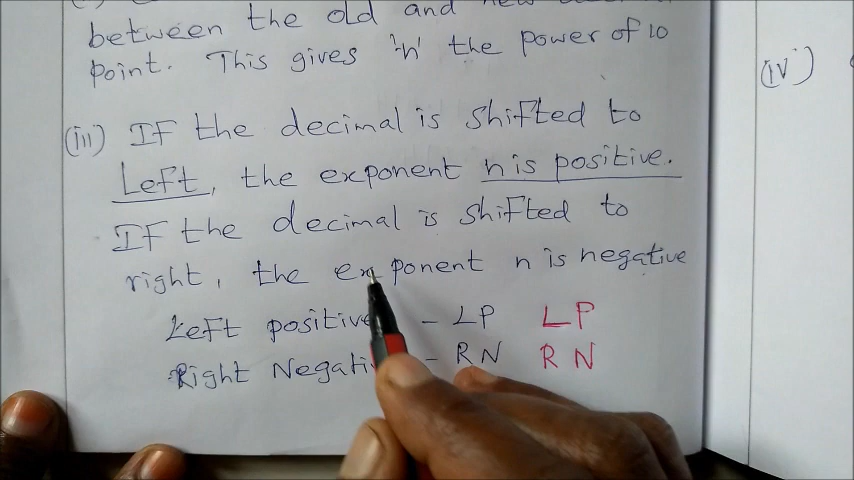 between the old and new
point. This gives 'n' the power of 10
(iii) If the decimal is shifted to
Left, the exponent n is positive.
If the decimal is shifted to
right, the exponent n is negative
Left positive - LP LP
Right Negati - RN RN
(iv)